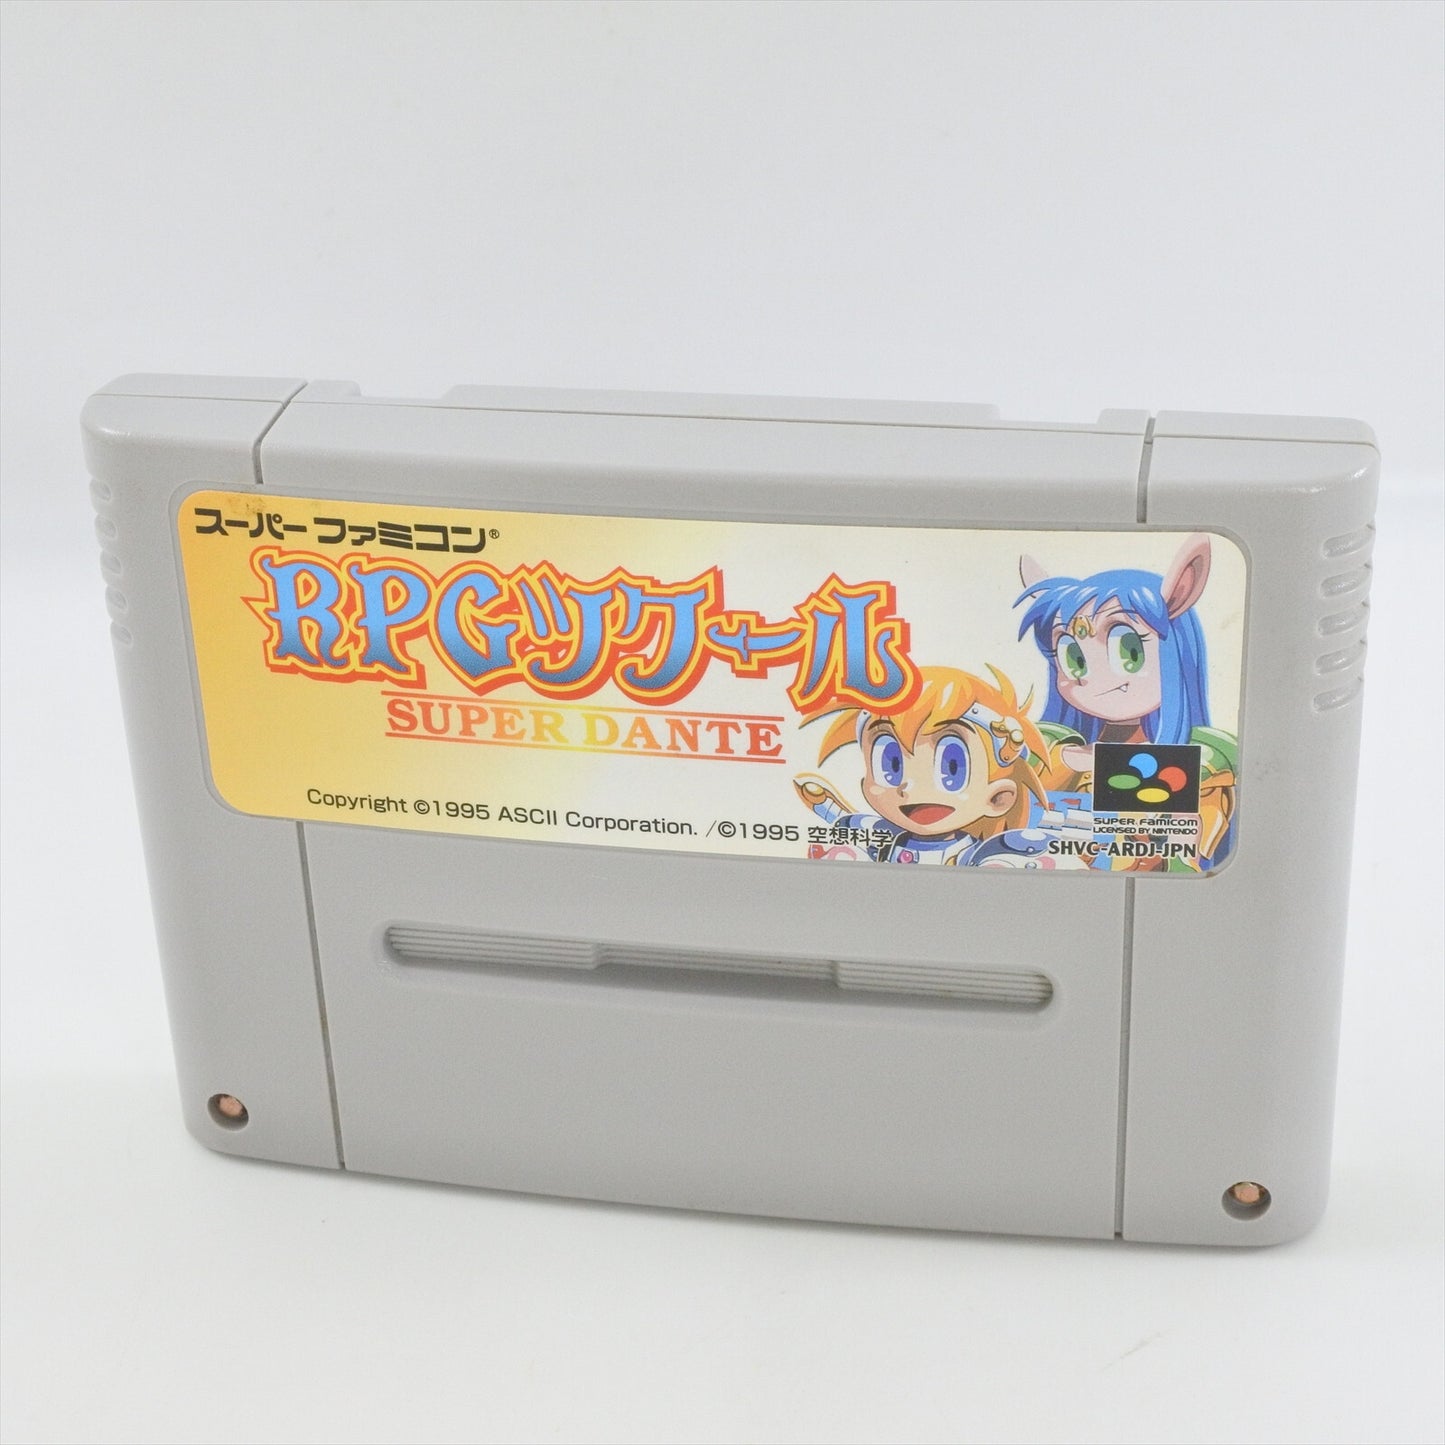 スーパーファミコン®
RPGツクール
SUPER DANTE
Copyright ©1995 ASCII Corporation. /©1995 空想科学
SUPER FAMICOM
LICENSED BY NINTENDO
SHVC-ARDJ-JPN